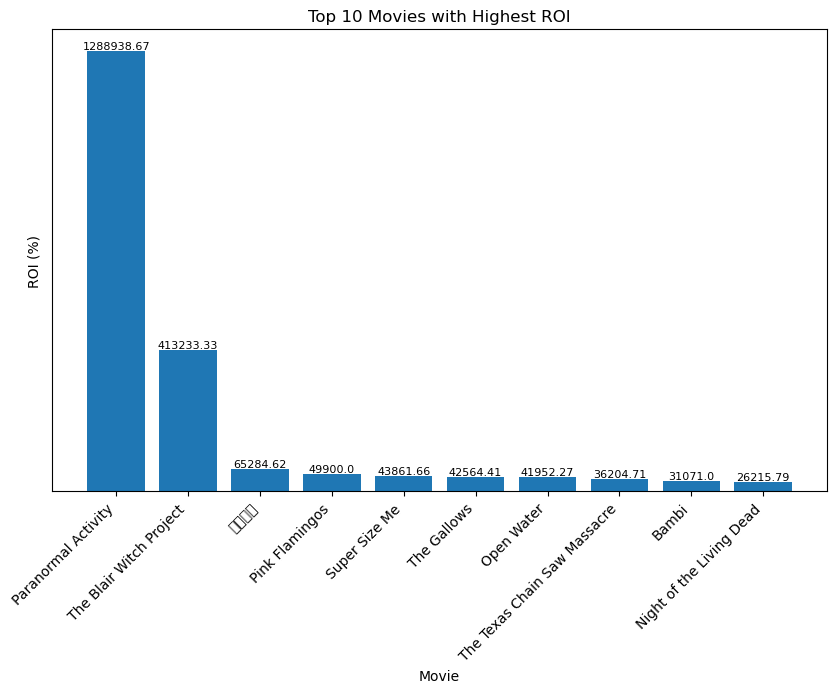 Top 10 Movies with Highest ROI
1288938.67
413233.33
65284.62
49900.0
43861.66
42564.41
41952.27
36204.71
31071.0
26215.79
ROI (%)
Paranormal Activity
The Blair Witch Project
Pink Flamingos
Super Size Me
The Gallows
Open Water
The Texas Chain Saw Massacre
Bambi
Night of the Living Dead
Movie